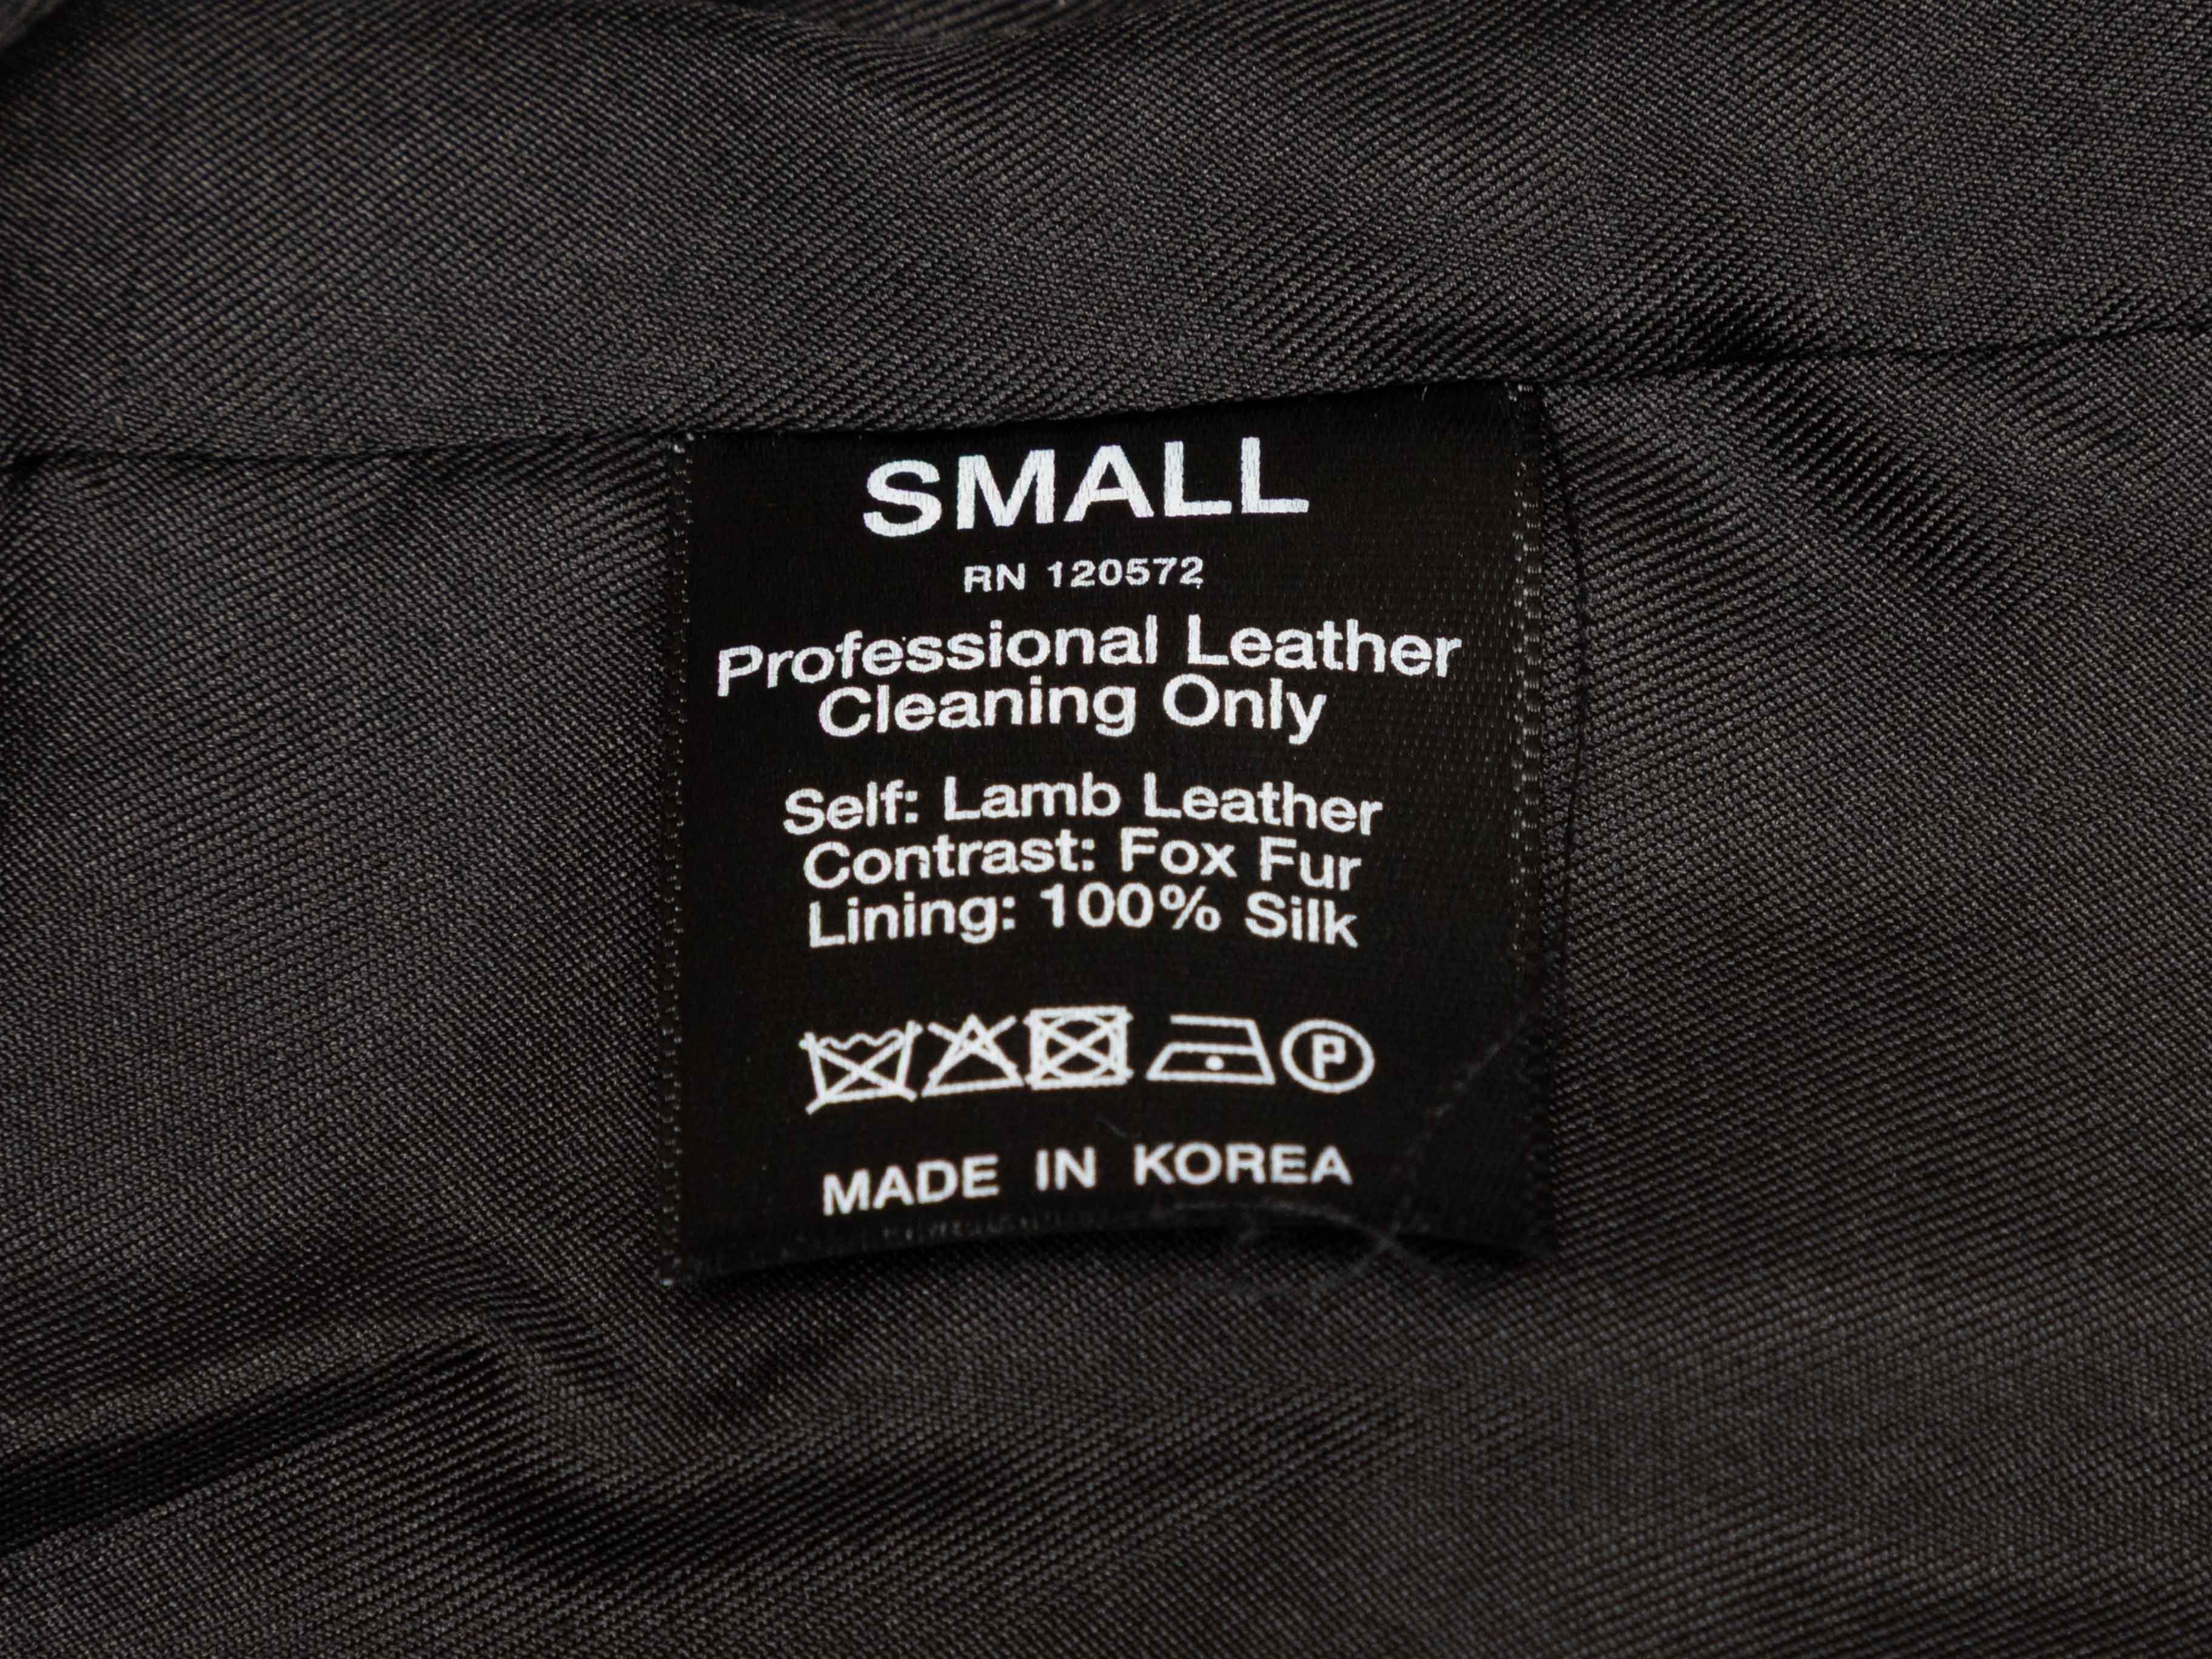 SMALL
RN 120572
Professional Leather
Cleaning Only
Self: Lamb Leather
Contrast: Fox Fur
Lining: 100% Silk
P
MADE IN KOREA